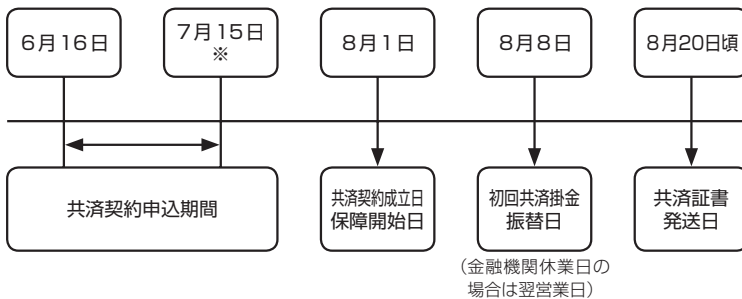 6月16日
7月15日
※
8月1日
8月8日
8月20日頃
共済契約申込期間
共済契約成立日
保障開始日
初回共済掛金
振替日
共済証書
発送日
（金融機関休業日の
場合は翌営業日）